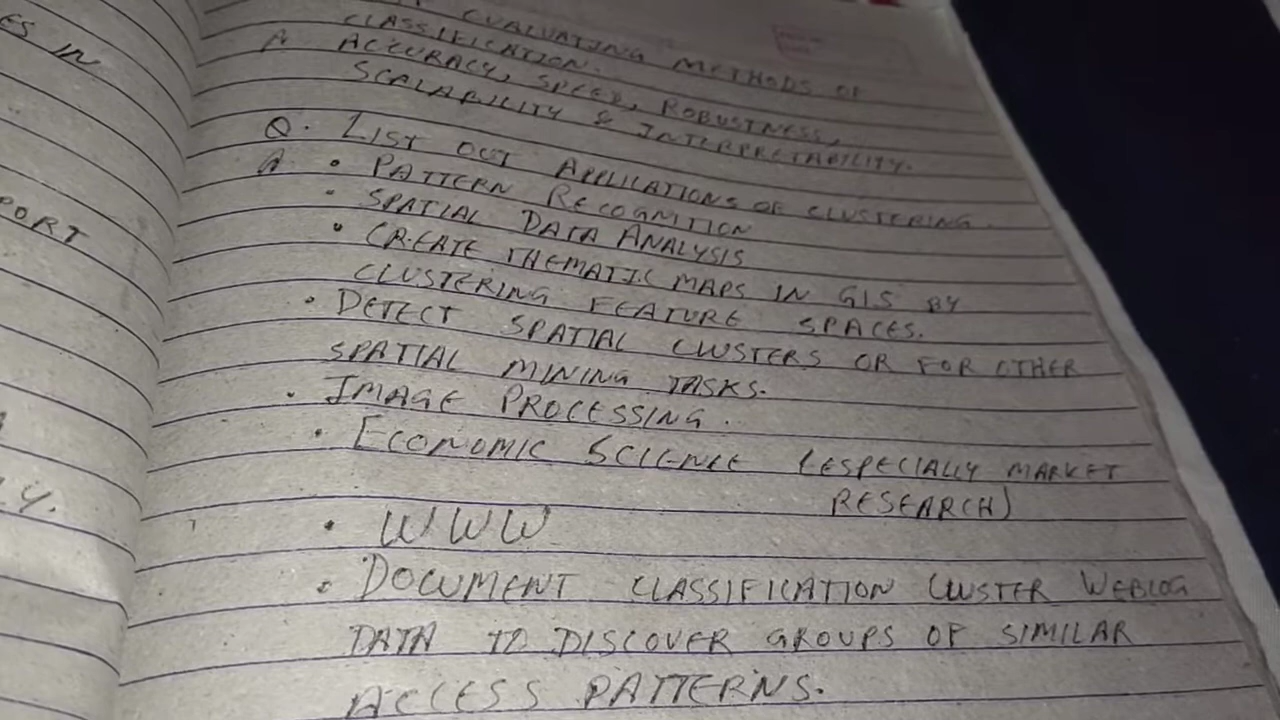 ES IN
PORT
Y.
EVALUATING METHODS OF
CLASSIFICATION.
A ACCURACY, SPEED, ROBUSTNESS,
SCALABILITY & INTERPRETABILITY.
Q. LIST OUT APPLICATIONS OF CLUSTERING.
A • PATTERN RECOGNITION
• SPATIAL DATA ANALYSIS
• CREATE THEMATIC MAPS IN GIS BY
CLUSTERING FEATURE SPACES.
• DETECT SPATIAL CLUSTERS OR FOR OTHER
SPATIAL MINING TASKS.
• IMAGE PROCESSING.
• ECONOMIC SCIENCE (ESPECIALLY MARKET
RESEARCH)
• WWW
• DOCUMENT CLASSIFICATION CLUSTER WEBLOG
DATA TO DISCOVER GROUPS OF SIMILAR
ACCESS PATTERNS.